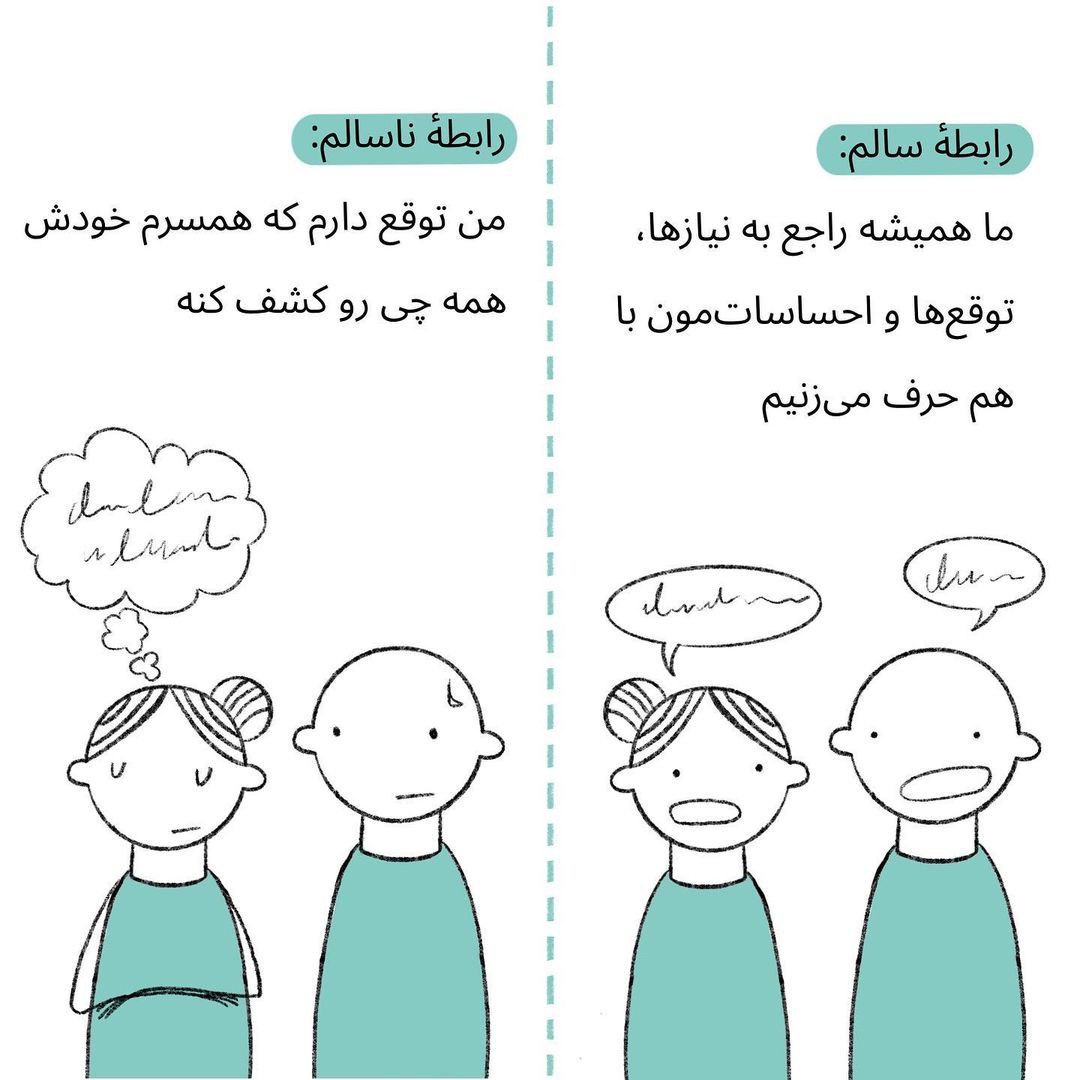 رابطهٔ سالم:
ما همیشه راجع به نیازها،
توقع‌ها و احساسات‌مون با
هم حرف می‌زنیم
رابطهٔ ناسالم:
من توقع دارم که همسرم خودش
همه چی رو کشف کنه